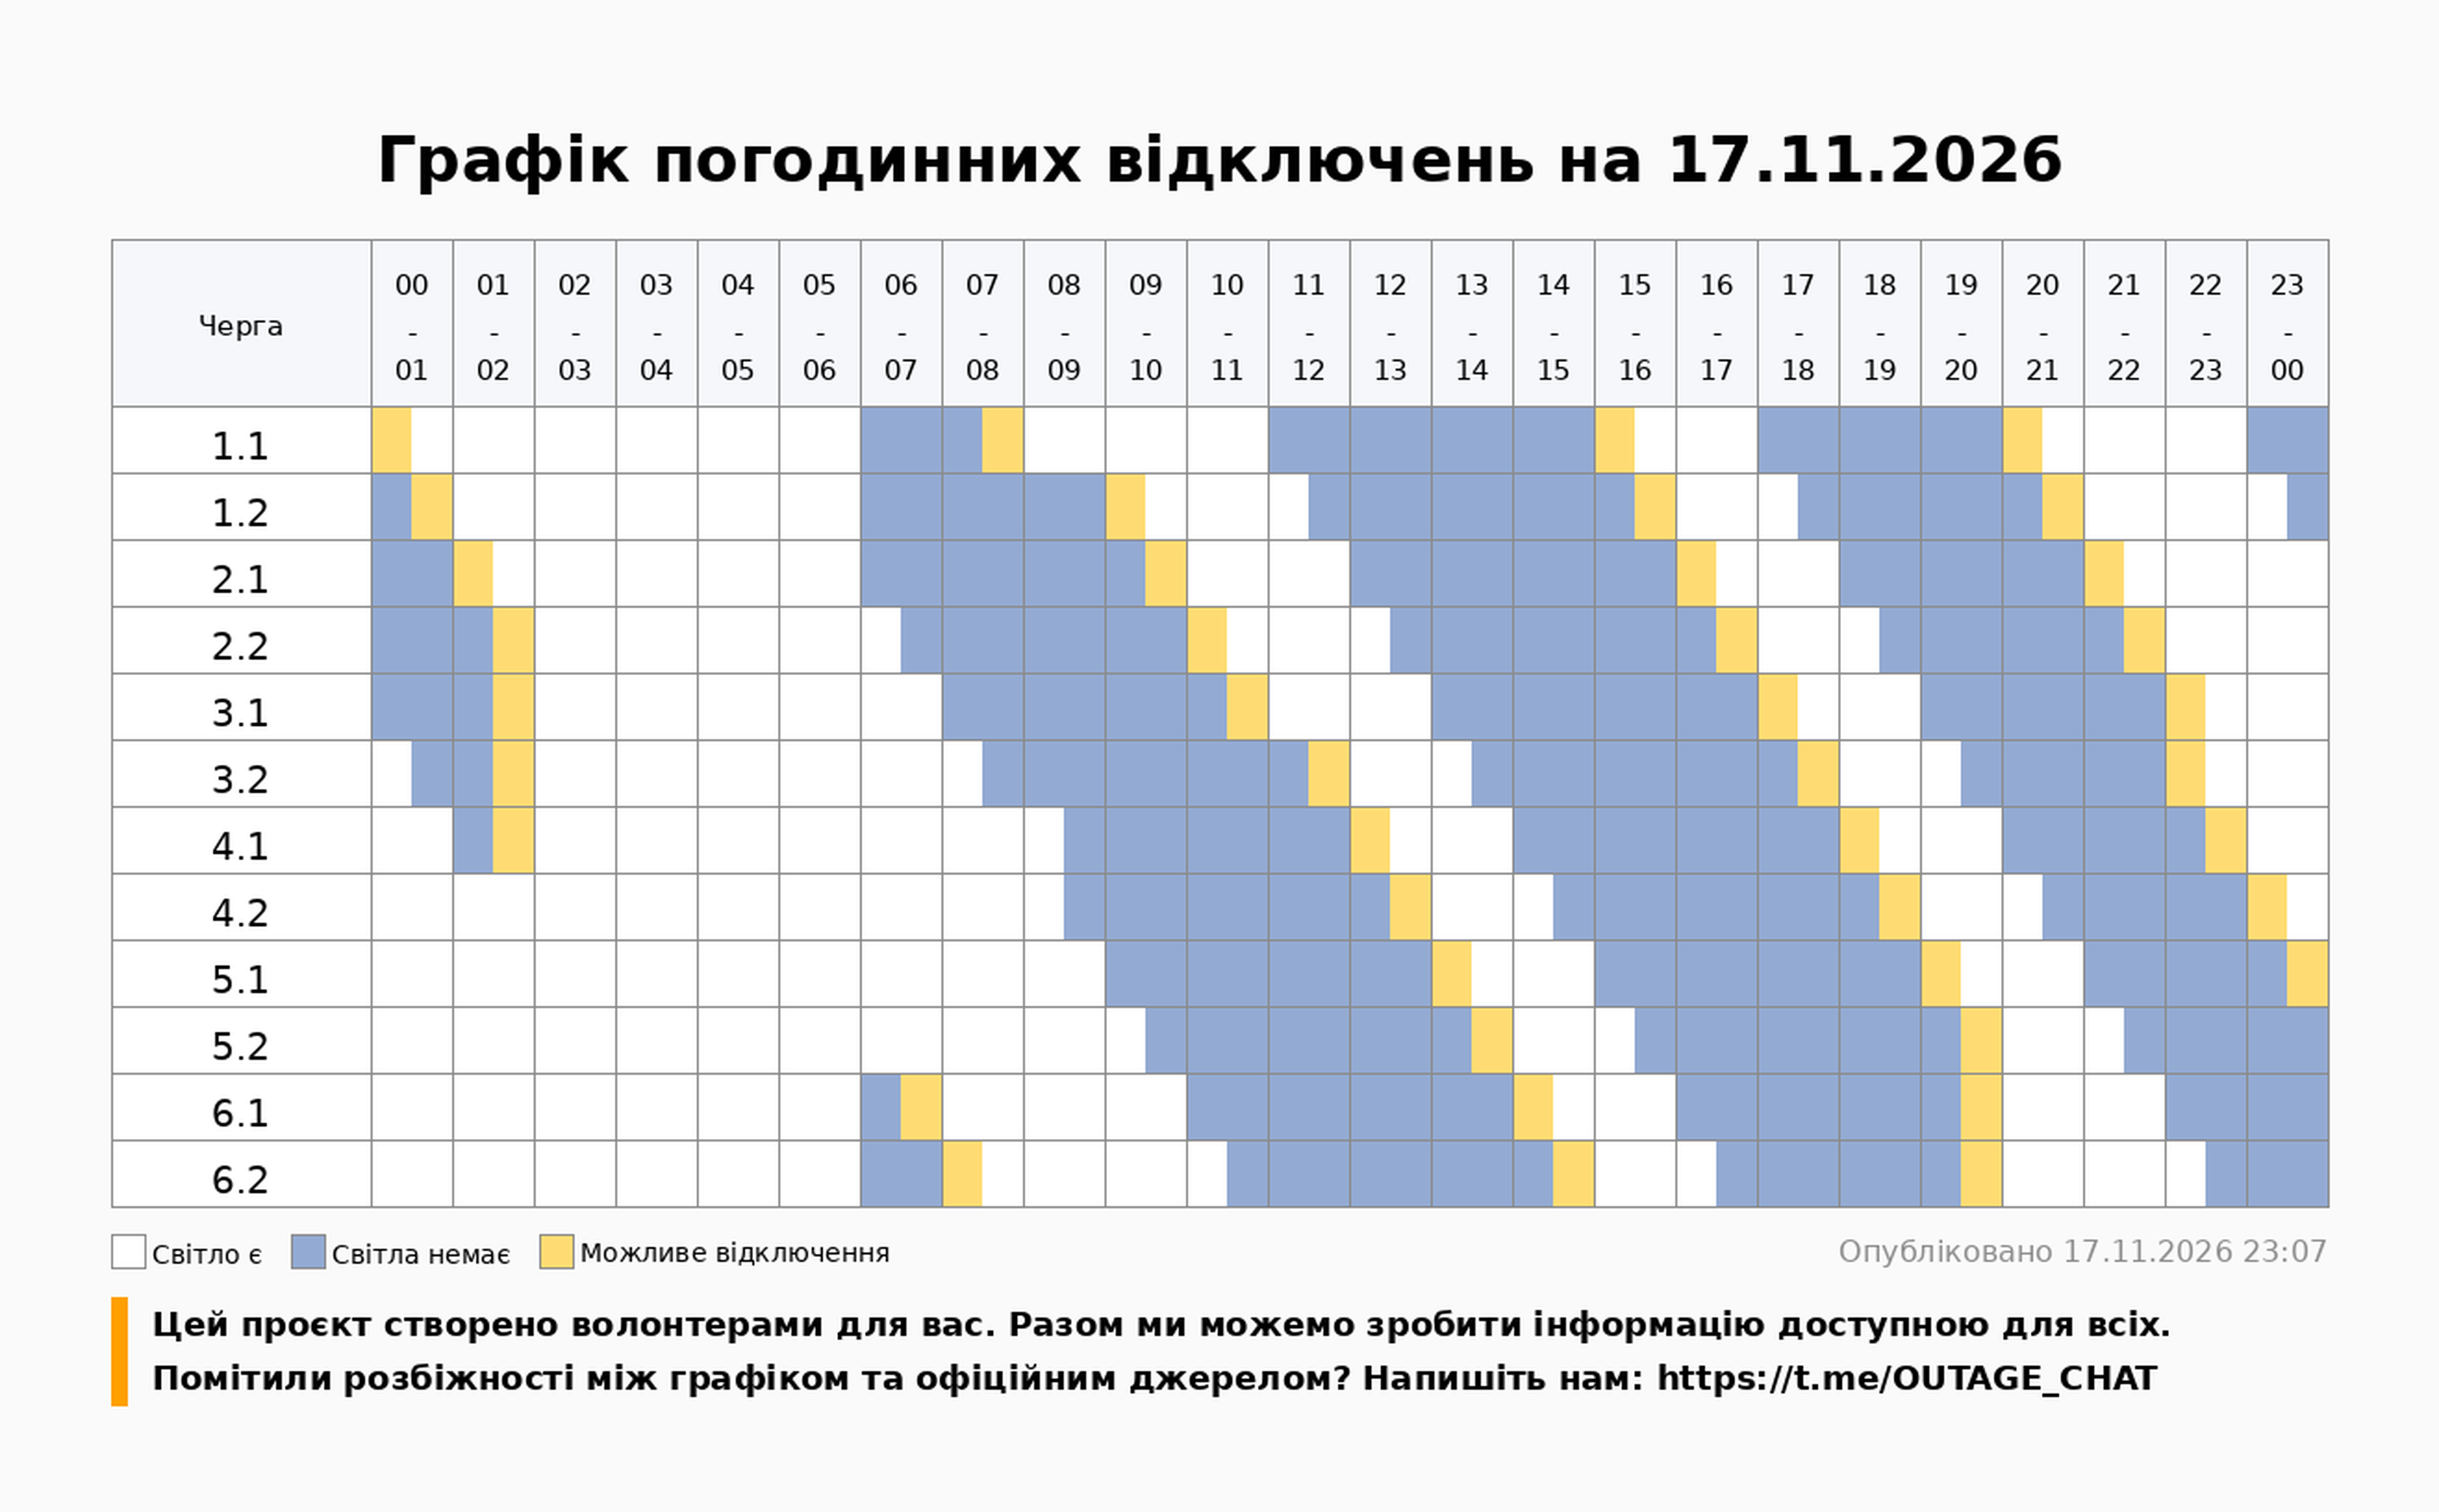 Графік погодинних відключень на 17.11.2026
Черга 00 - 01 01 - 02 02 - 03 03 - 04 04 - 05 05 - 06 06 - 07 07 - 08 08 - 09 09 - 10 10 - 11 11 - 12 12 - 13 13 - 14 14 - 15 15 - 16 16 - 17 17 - 18 18 - 19 19 - 20 20 - 21 21 - 22 22 - 23 23 - 00
1.1
1.2
2.1
2.2
3.1
3.2
4.1
4.2
5.1
5.2
6.1
6.2
Світло є Світла немає Можливе відключення Опубліковано 17.11.2026 23:07
Цей проєкт створено волонтерами для вас. Разом ми можемо зробити інформацію доступною для всіх.
Помітили розбіжності між графіком та офіційним джерелом? Напишіть нам: https://t.me/OUTAGE_CHAT